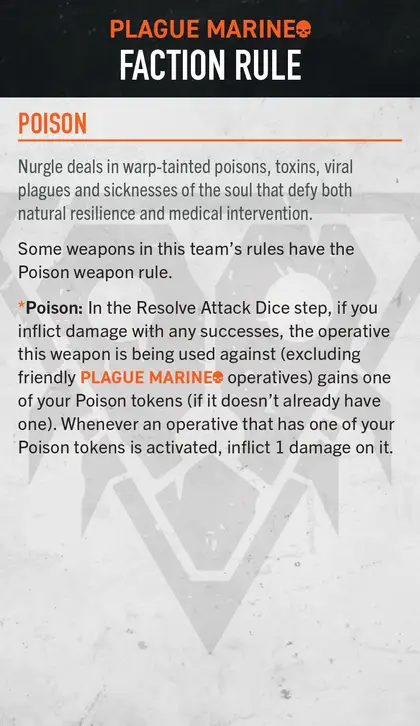 PLAGUE MARINE
FACTION RULE
POISON
Nurgle deals in warp-tainted poisons, toxins, viral
plagues and sicknesses of the soul that defy both
natural resilience and medical intervention.
Some weapons in this team’s rules have the
Poison weapon rule.
*Poison: In the Resolve Attack Dice step, if you
inflict damage with any successes, the operative
this weapon is being used against (excluding
friendly PLAGUE MARINE operatives) gains one
of your Poison tokens (if it doesn’t already have
one). Whenever an operative that has one of your
Poison tokens is activated, inflict 1 damage on it.